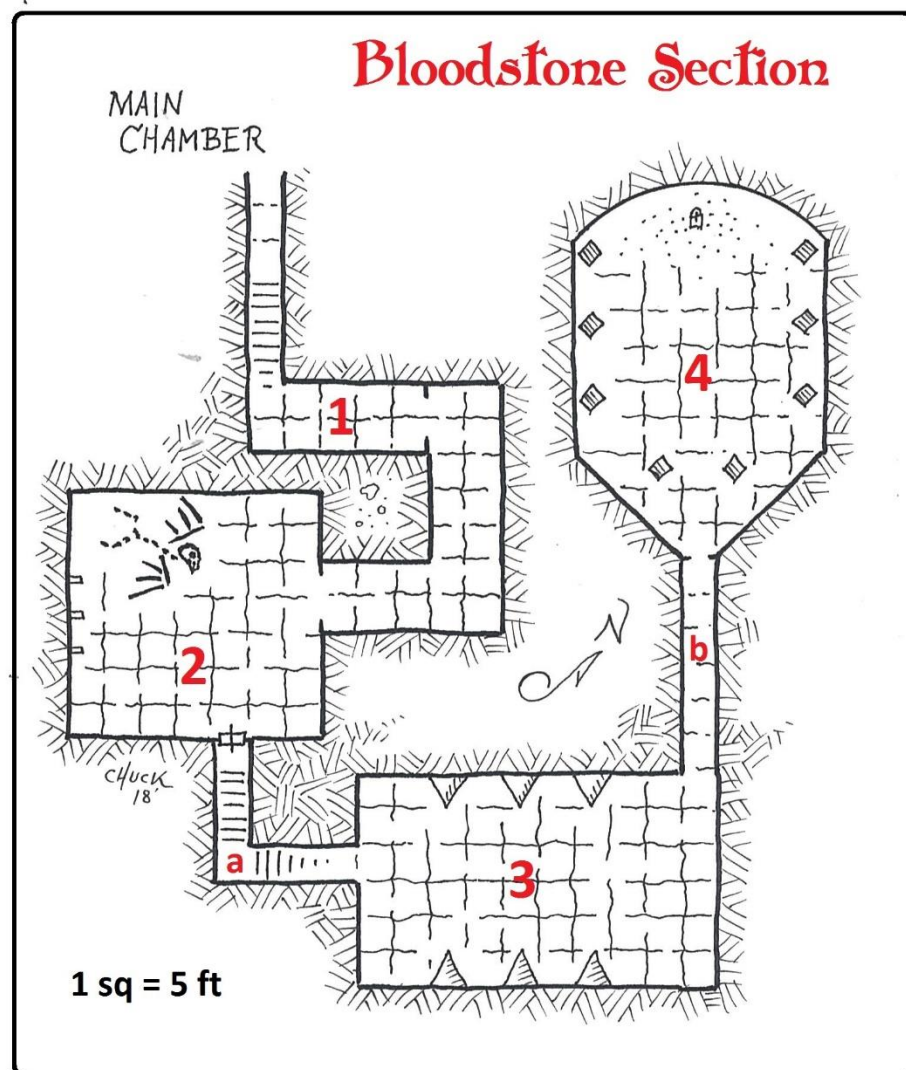 Bloodstone Section
MAIN
CHAMBER
1
4
2
b
CHUCK
18'
a
3
1 sq = 5 ft